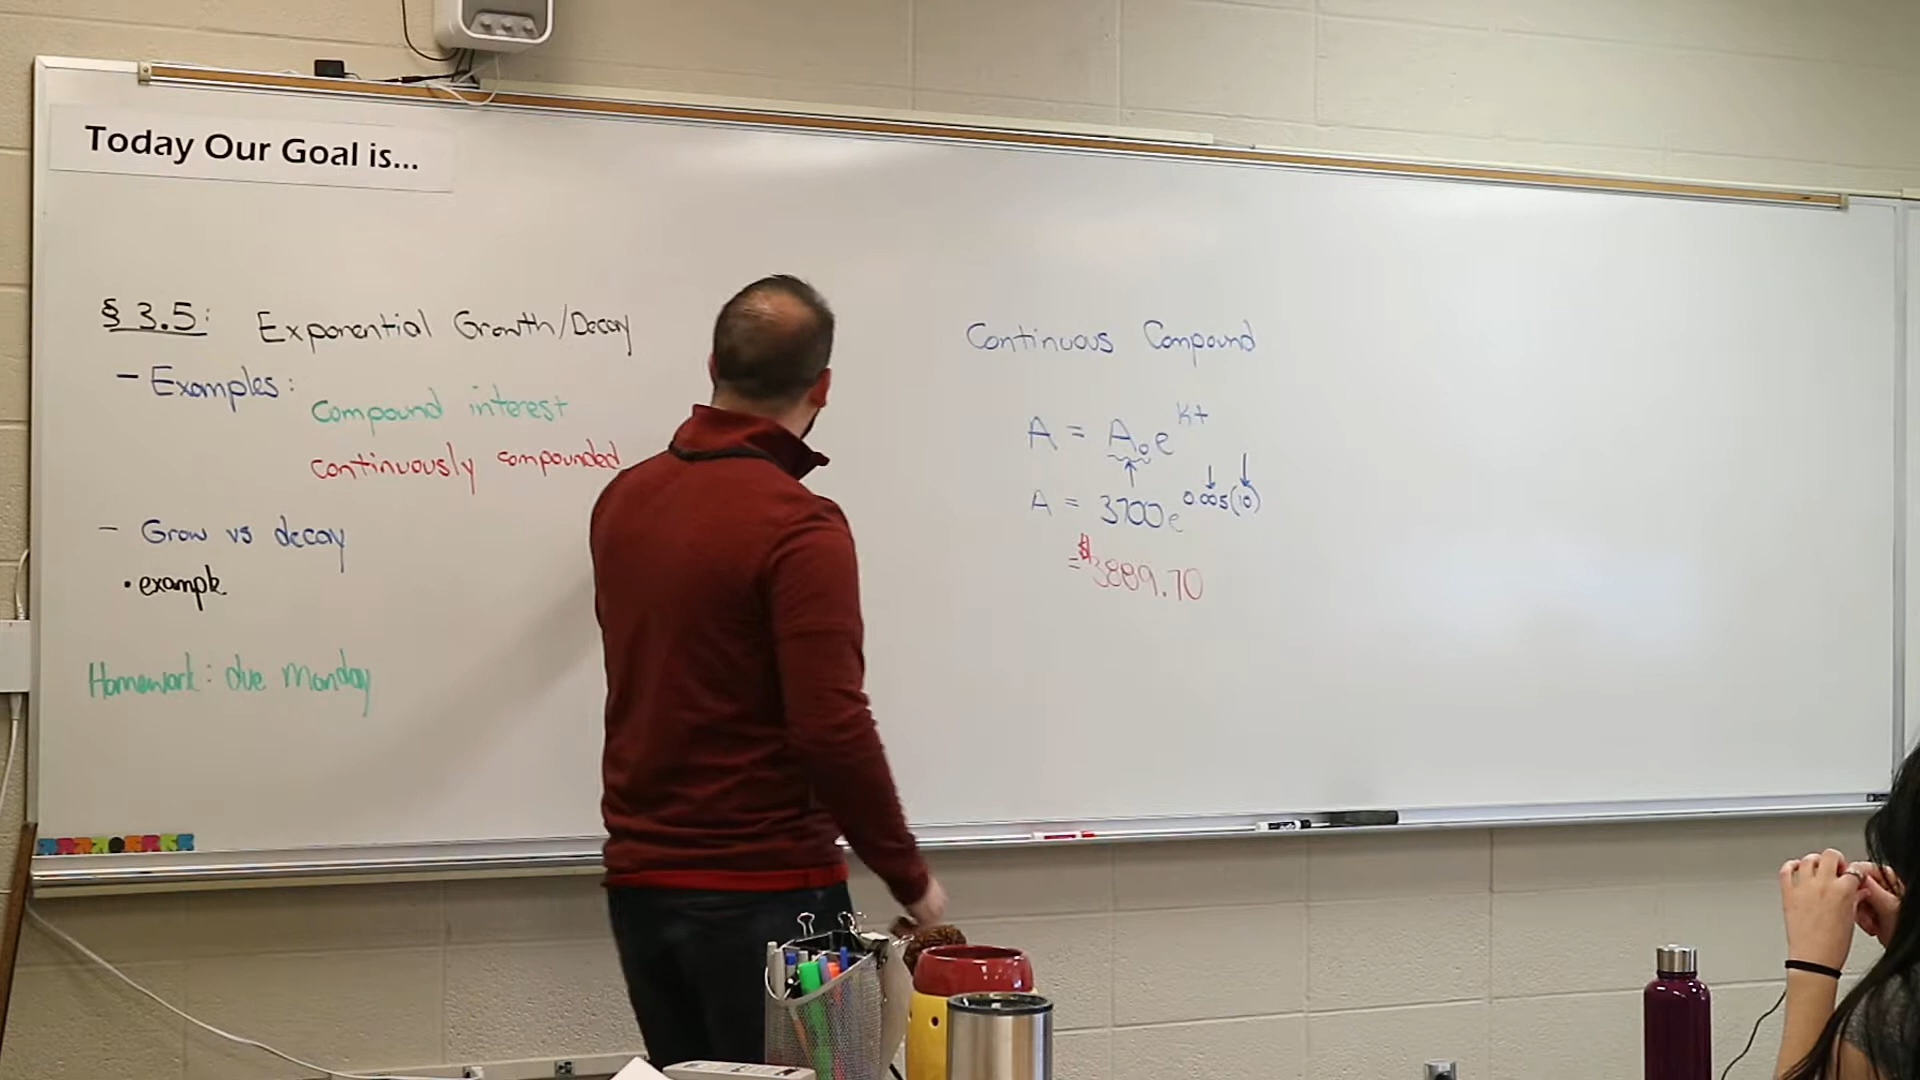 Today Our Goal is...
§ 3.5: Exponential Growth/Decay
- Examples:
compound interest
continuously compounded
- Grow vs decay
• example
Homework: due Monday
Continuous Compound
A = A₀e^kt
A = 3700e^0.005(10)
= $3889.70